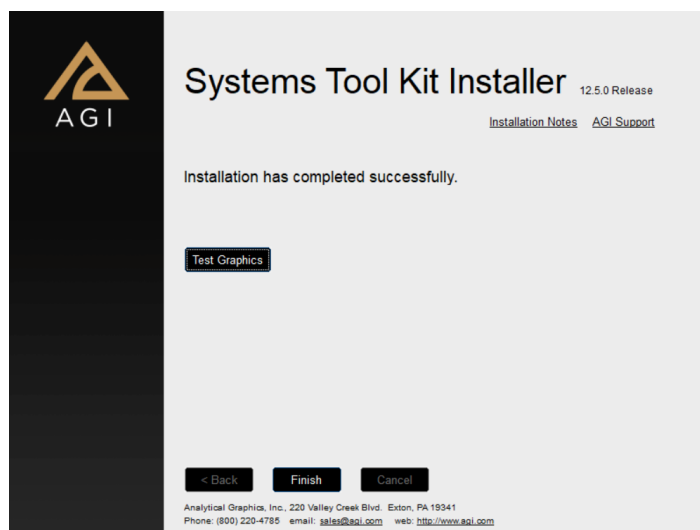 AGI
Systems Tool Kit Installer 12.5.0 Release
Installation Notes AGI Support
Installation has completed successfully.
Test Graphics
< Back Finish Cancel
Analytical Graphics, Inc., 220 Valley Creek Blvd. Exton, PA 19341
Phone: (800) 220-4785 email: sales@agi.com web: http://www.agi.com